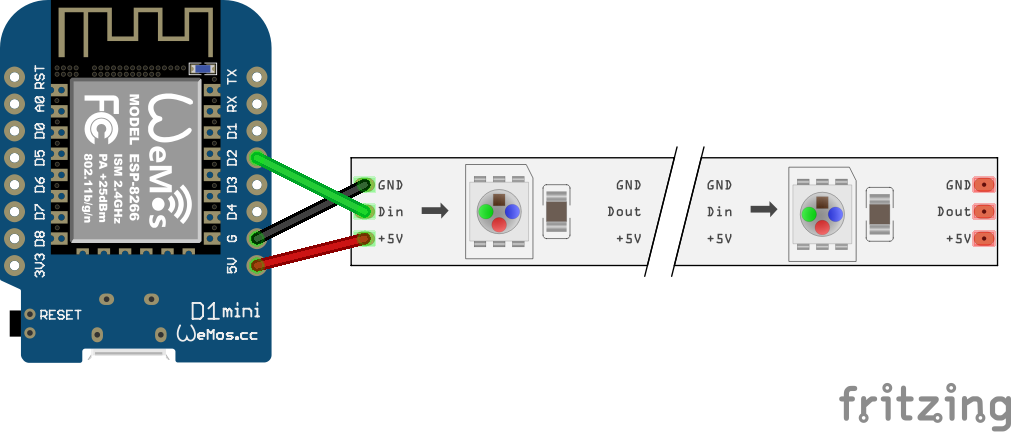 RST
A0
D0
D5
D6
D7
D8
3V3
TX
RX
D1
D2
D3
D4
G
5V
WeMos
MODEL ESP-8266
ISM 2.4GHz
PA +25dBm
802.11b/g/n
FC
RESET
D1mini
WeMos.cc
GND
Din
+5V
GND
Dout
+5V
GND
Din
+5V
GND
Dout
+5V
fritzing